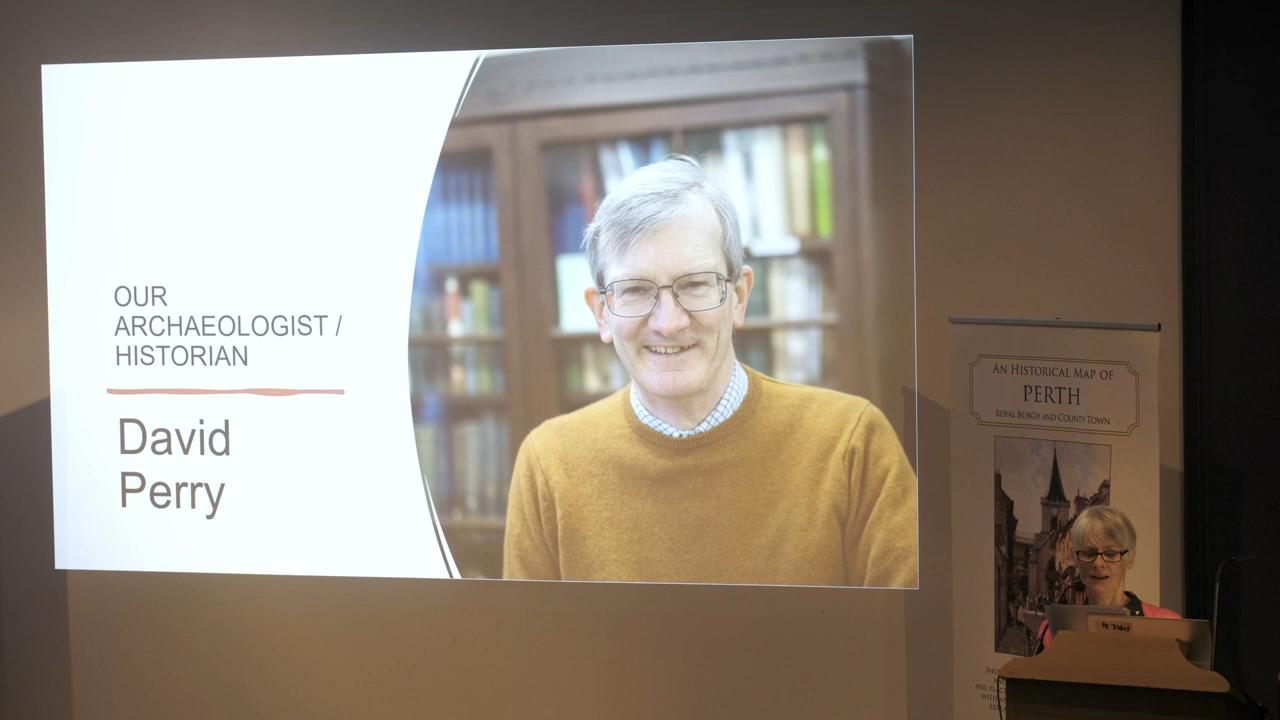 OUR
ARCHAEOLOGIST /
HISTORIAN
David
Perry
AN HISTORICAL MAP OF
PERTH
ROYAL BURGH AND COUNTY TOWN